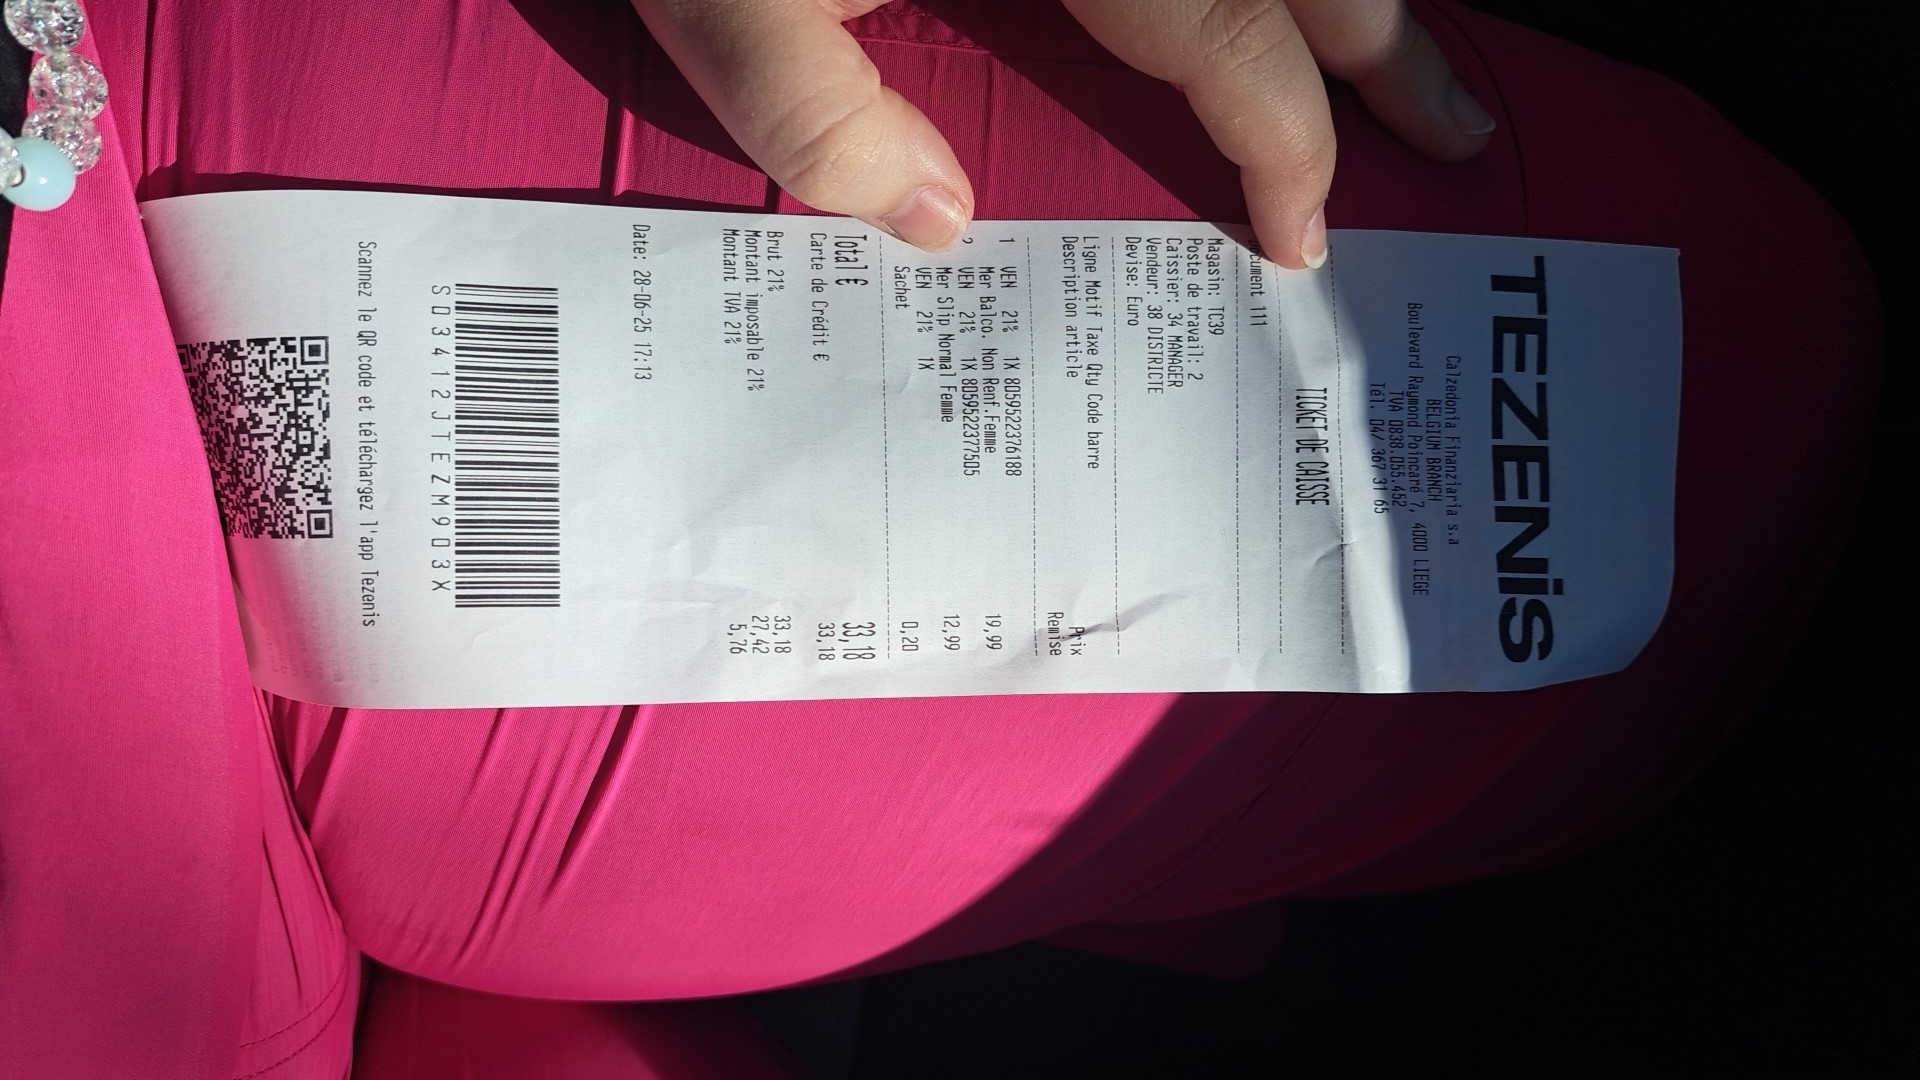 TEZENIS
Calzedonia Finanziaria s.a
BELGIUM BRANCH
Boulevard Raymond Poincaré 7, 4000 LIEGE
TVA 0838.055.452
Tél. 04/ 367 31 65
TICKET DE CAISSE
Document 111
Magasin: TC39
Poste de travail: 2
Caissier: 34 MANAGER
Vendeur: 38 DISTRICTE
Devise: Euro
Ligne Motif Taxe Qty Code barre Prix
Description article Remise
1 VEN 21% 1X 8059522376188 19,99
Mer Balco. Non Renf.Femme
VEN 21% 1X 8059522377505 12,99
Mer Slip Normal Femme
VEN 21% 1X 0,20
Sachet
Total € 33,18
Carte de Crédit € 33,18
Brut 21% 33,18
Montant imposable 21% 27,42
Montant TVA 21% 5,76
Date: 28-06-25 17:13
S03412JTEZM903X
Scannez le QR code et téléchargez l'app Tezenis